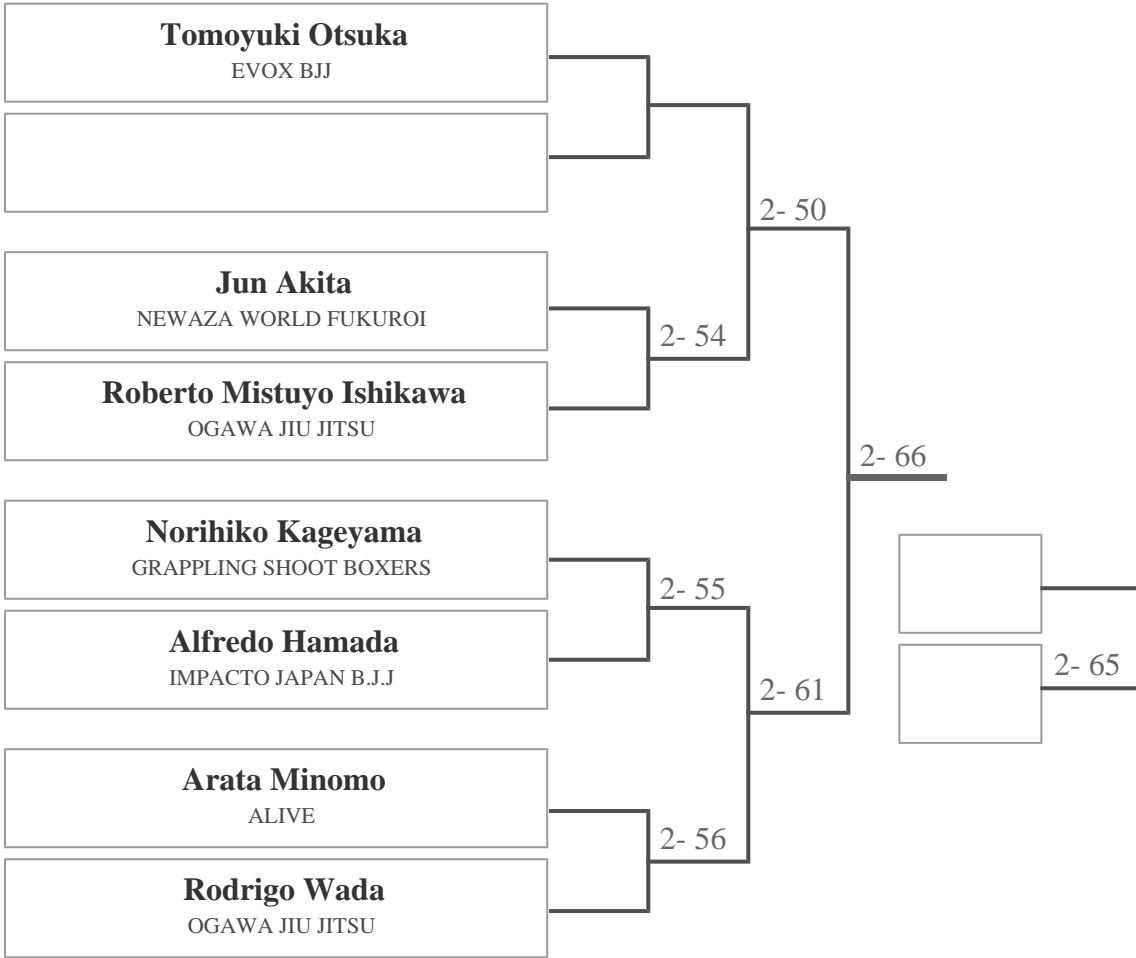 Tomoyuki Otsuka
EVOX BJJ
2- 50
Jun Akita
NEWAZA WORLD FUKUROI
2- 54
Roberto Mistuyo Ishikawa
OGAWA JIU JITSU
2- 66
Norihiko Kageyama
GRAPPLING SHOOT BOXERS
2- 55
Alfredo Hamada
IMPACTO JAPAN B.J.J
2- 65
2- 61
Arata Minomo
ALIVE
2- 56
Rodrigo Wada
OGAWA JIU JITSU